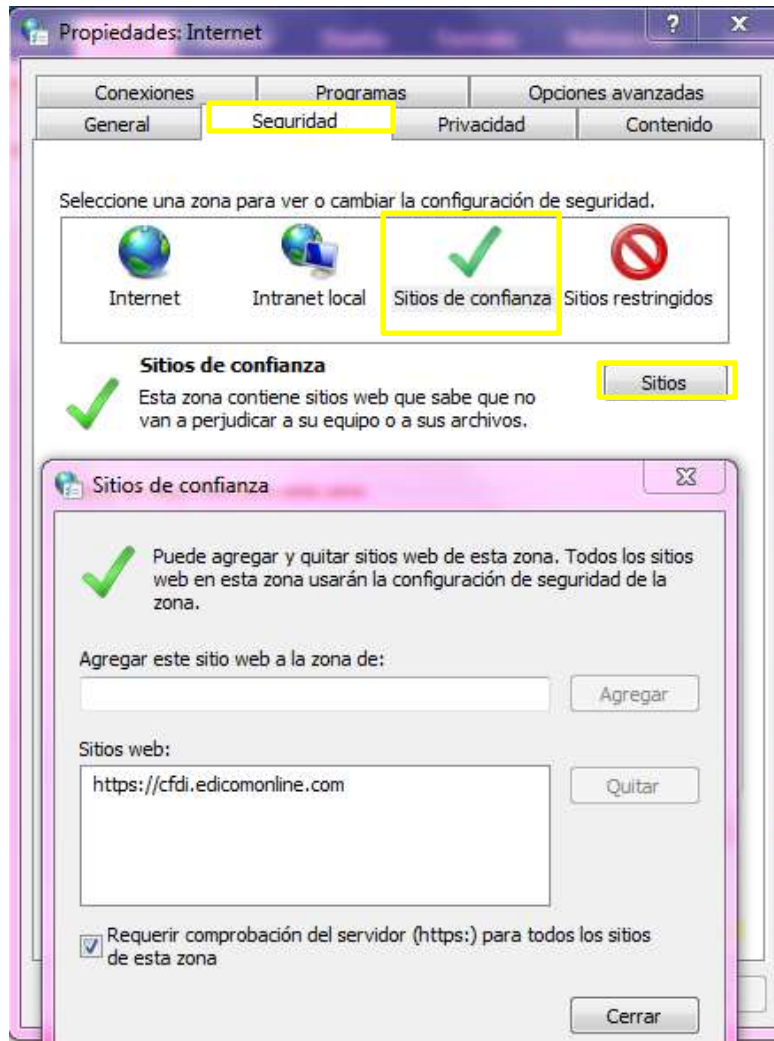 Propiedades: Internet
Conexiones
Programas
Opciones avanzadas
General
Seguridad
Privacidad
Contenido
Seleccione una zona para ver o cambiar la configuración de seguridad.
Internet
Intranet local
Sitios de confianza
Sitios restringidos
Sitios de confianza
Esta zona contiene sitios web que sabe que no
van a perjudicar a su equipo o a sus archivos.
Sitios
Sitios de confianza
Puede agregar y quitar sitios web de esta zona. Todos los sitios
web en esta zona usarán la configuración de seguridad de la
zona.
Agregar este sitio web a la zona de:
Agregar
Sitios web:
https://cfdi.edicomonline.com
Quitar
Requerir comprobación del servidor (https:) para todos los sitios
de esta zona
Cerrar